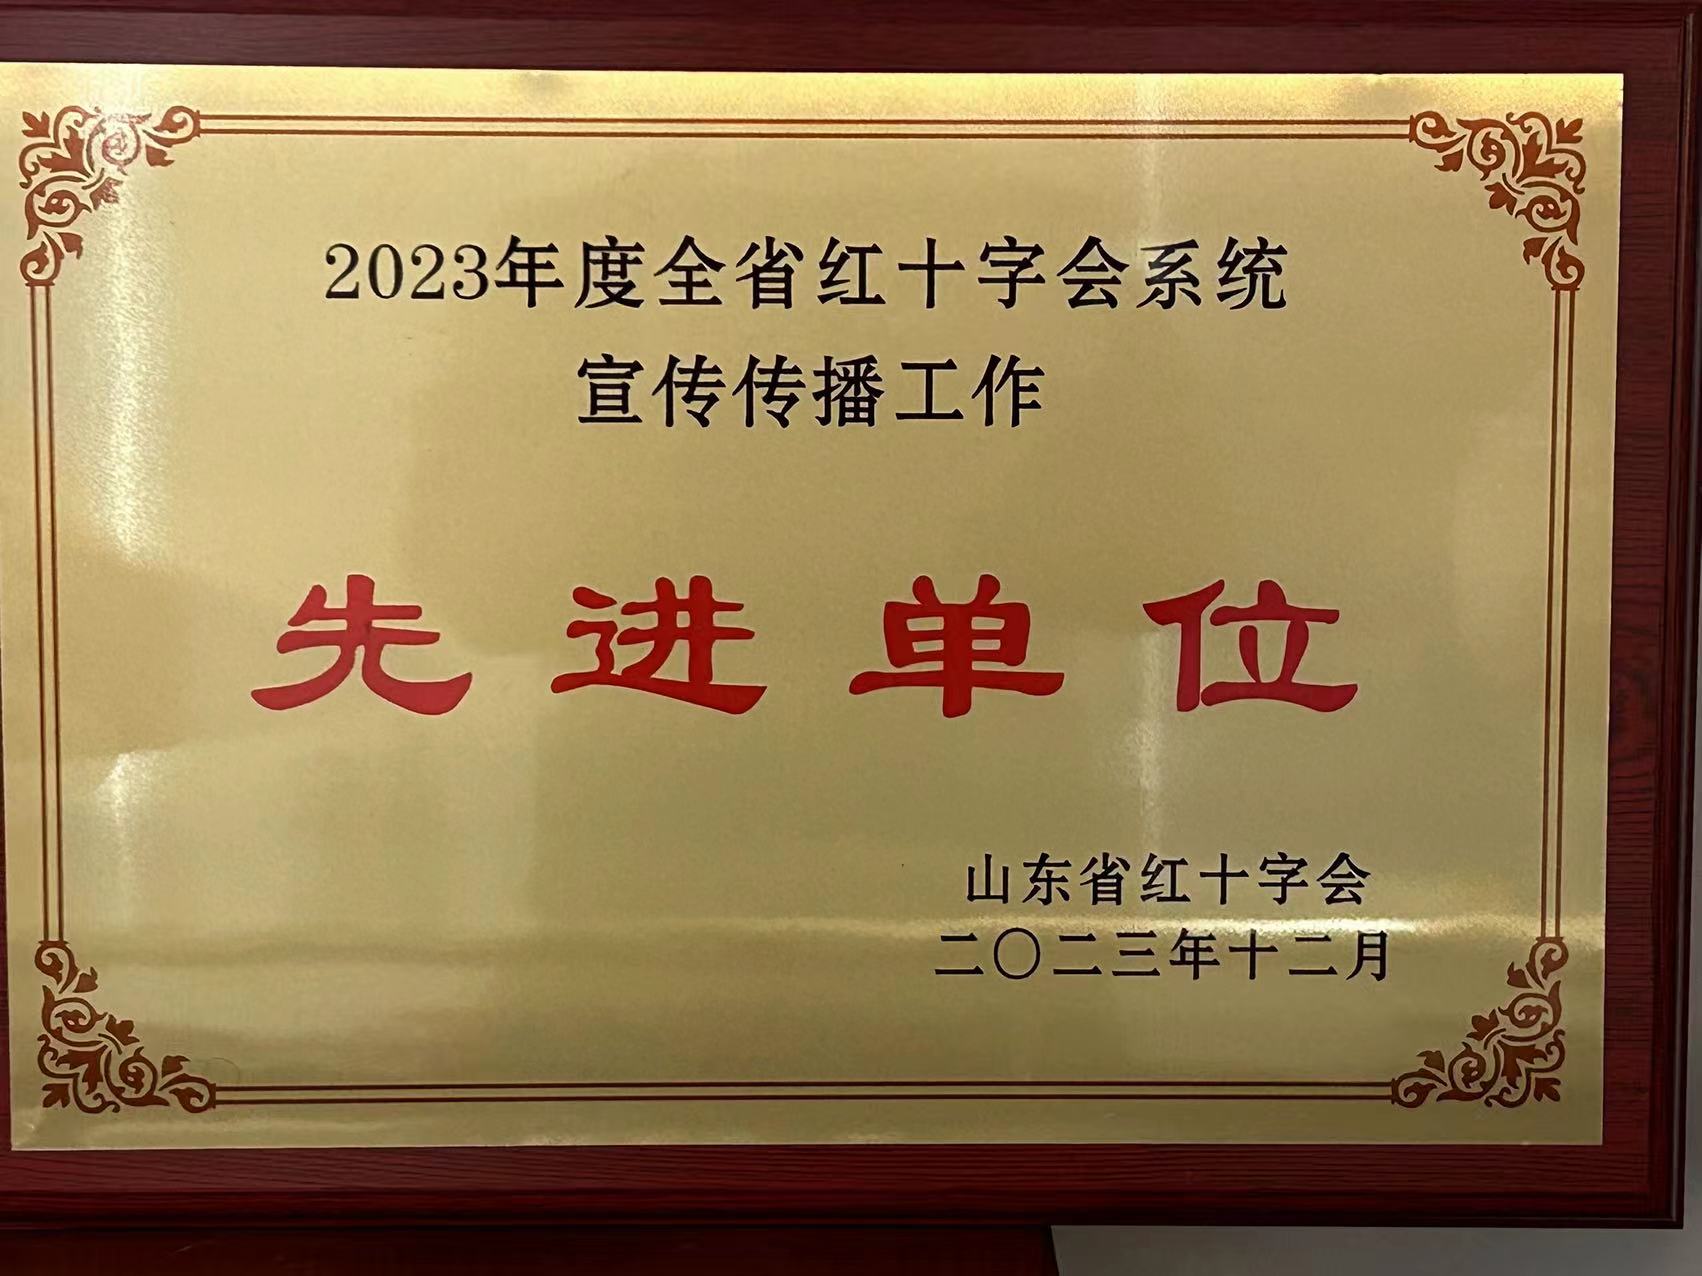 2023年度全省红十字会系统
宣传传播工作
先进单位
山东省红十字会
二〇二三年十二月